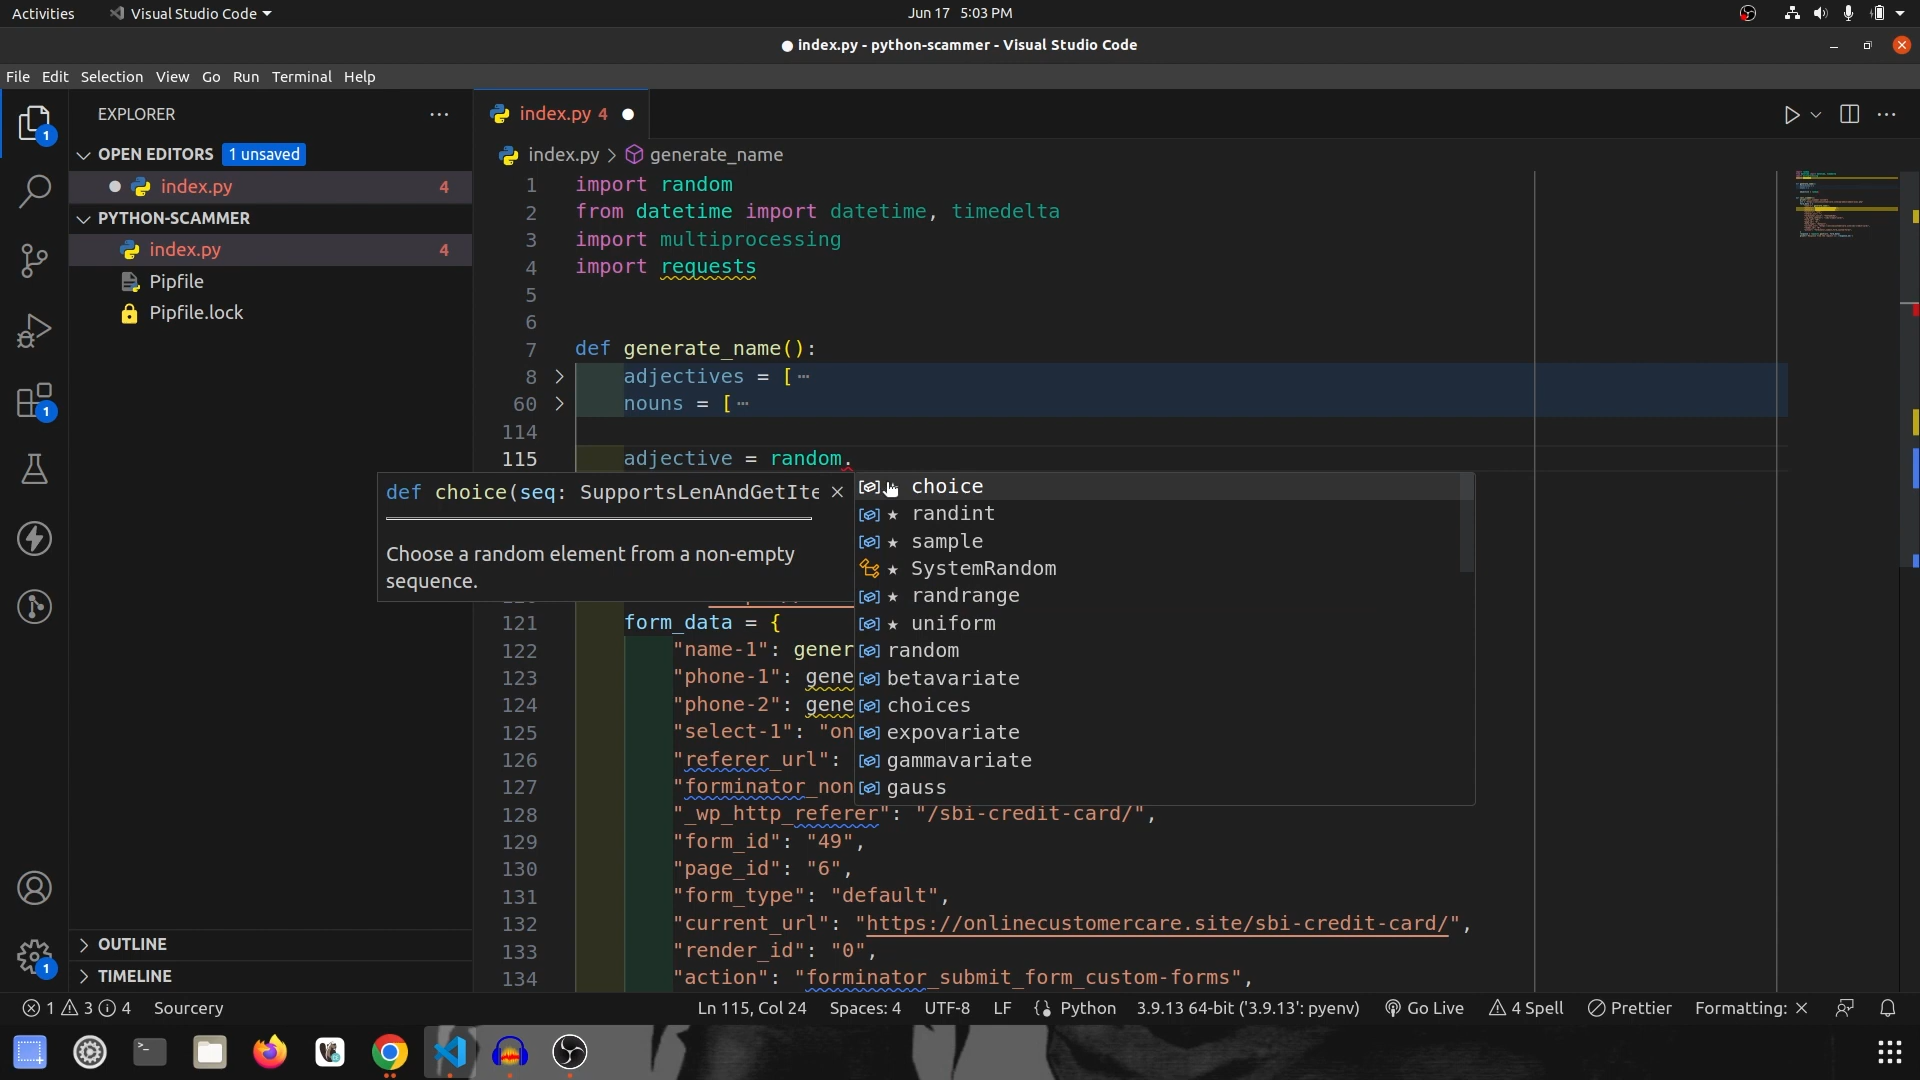 Activities
Visual Studio Code
Jun 17 5:03 PM
index.py - python-scammer - Visual Studio Code
File Edit Selection View Go Run Terminal Help
EXPLORER
OPEN EDITORS 1 unsaved
index.py 4
PYTHON-SCAMMER
index.py 4
Pipfile
Pipfile.lock
OUTLINE
TIMELINE
1
1
1
index.py 4
index.py > generate_name
1 import random
2 from datetime import datetime, timedelta
3 import multiprocessing
4 import requests
5
6
7 def generate_name():
8 adjectives = [ …
60 nouns = [ …
114
115 adjective = random.
def choice(seq: SupportsLenAndGetIte
Choose a random element from a non-empty
sequence.
choice
★ randint
★ sample
★ SystemRandom
★ randrange
★ uniform
random
betavariate
choices
expovariate
gammavariate
gauss
121 form_data = {
122 "name-1": gener
123 "phone-1": gene
124 "phone-2": gene
125 "select-1": "on
126 "referer_url":
127 "forminator_non
128 "_wp_http_referer": "/sbi-credit-card/",
129 "form_id": "49",
130 "page_id": "6",
131 "form_type": "default",
132 "current_url": "https://onlinecustomercare.site/sbi-credit-card/",
133 "render_id": "0",
134 "action": "forminator_submit_form_custom-forms",
1 3 4 Sourcery
Ln 115, Col 24 Spaces: 4 UTF-8 LF Python 3.9.13 64-bit ('3.9.13': pyenv) Go Live 4 Spell Prettier Formatting: ×